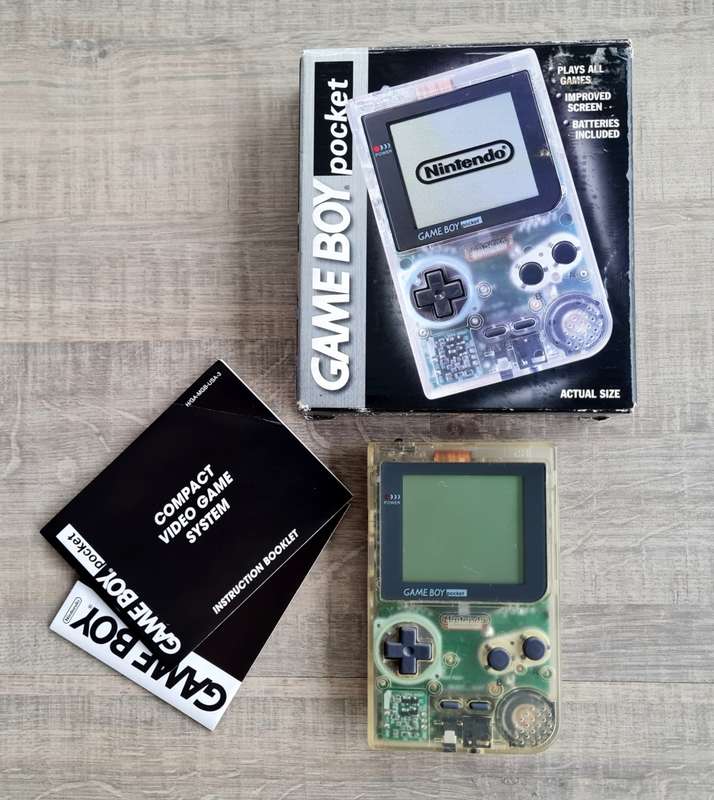 GAME BOY pocket
PLAYS ALL
GAMES
IMPROVED
SCREEN
BATTERIES
INCLUDED
POWER
Nintendo
GAME BOY pocket
ACTUAL SIZE
COMPACT
VIDEO GAME
SYSTEM
INSTRUCTION BOOKLET
GAME BOY pocket
Nintendo
GAME BOY
POWER
GAME BOY pocket
Nintendo